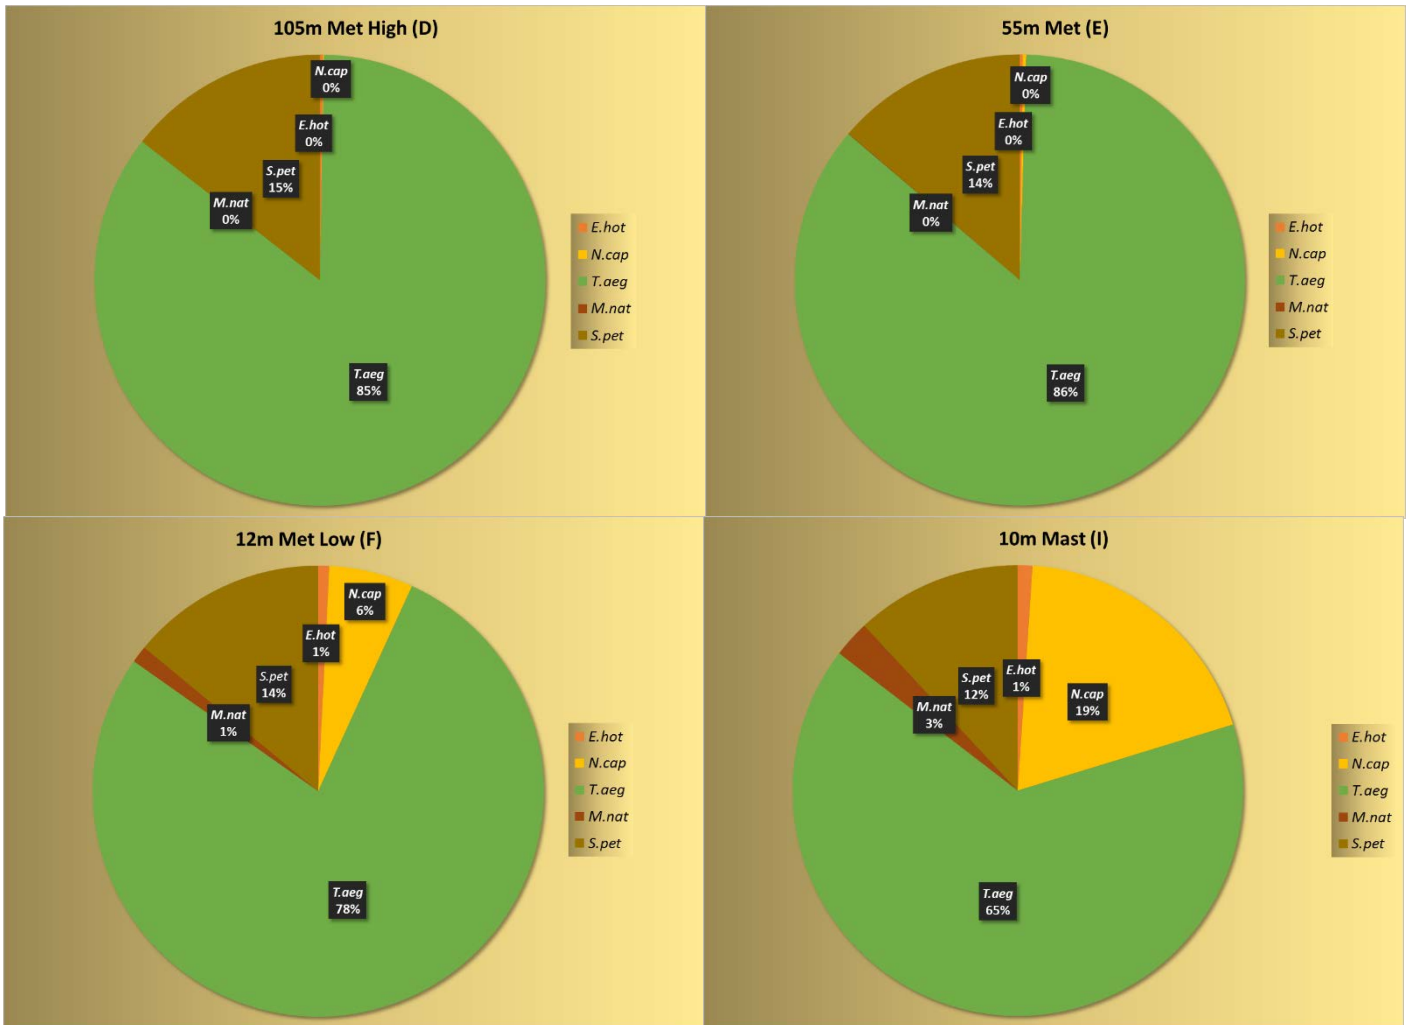 105m Met High (D)
N.cap
0%
E.hot
0%
S.pet
15%
M.nat
0%
T.aeg
85%
E.hot
N.cap
T.aeg
M.nat
S.pet
55m Met (E)
N.cap
0%
E.hot
0%
S.pet
14%
M.nat
0%
T.aeg
86%
E.hot
N.cap
T.aeg
M.nat
S.pet
12m Met Low (F)
N.cap
6%
E.hot
1%
S.pet
14%
M.nat
1%
T.aeg
78%
E.hot
N.cap
T.aeg
M.nat
S.pet
10m Mast (I)
E.hot
1%
S.pet
12%
N.cap
19%
M.nat
3%
T.aeg
65%
E.hot
N.cap
T.aeg
M.nat
S.pet